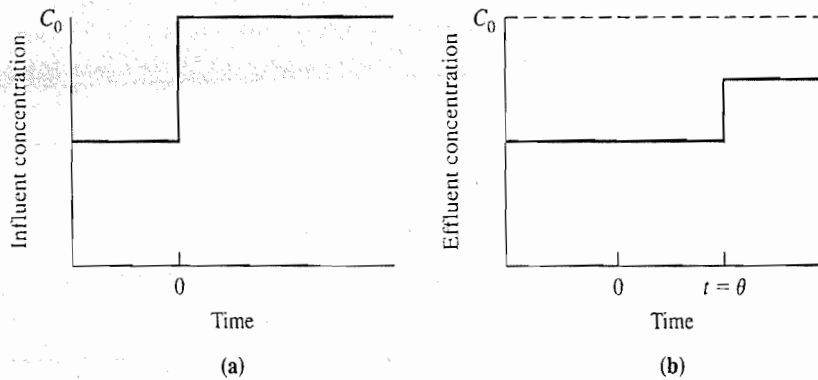 C₀
Influent concentration
0
Time
(a)
C₀
Effluent concentration
0
t = θ
Time
(b)